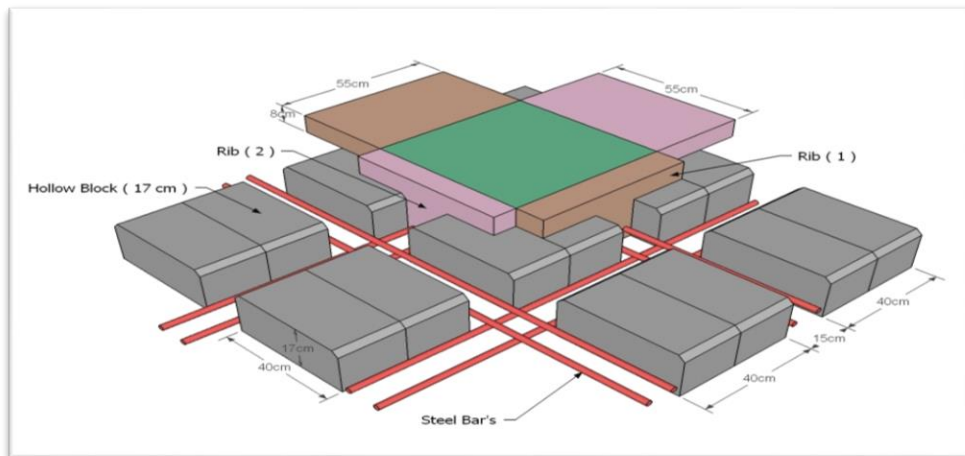 55cm
55cm
8cm
Rib ( 2 )
Rib ( 1 )
Hollow Block ( 17 cm )
17cm
40cm
40cm
15cm
40cm
Steel Bar's